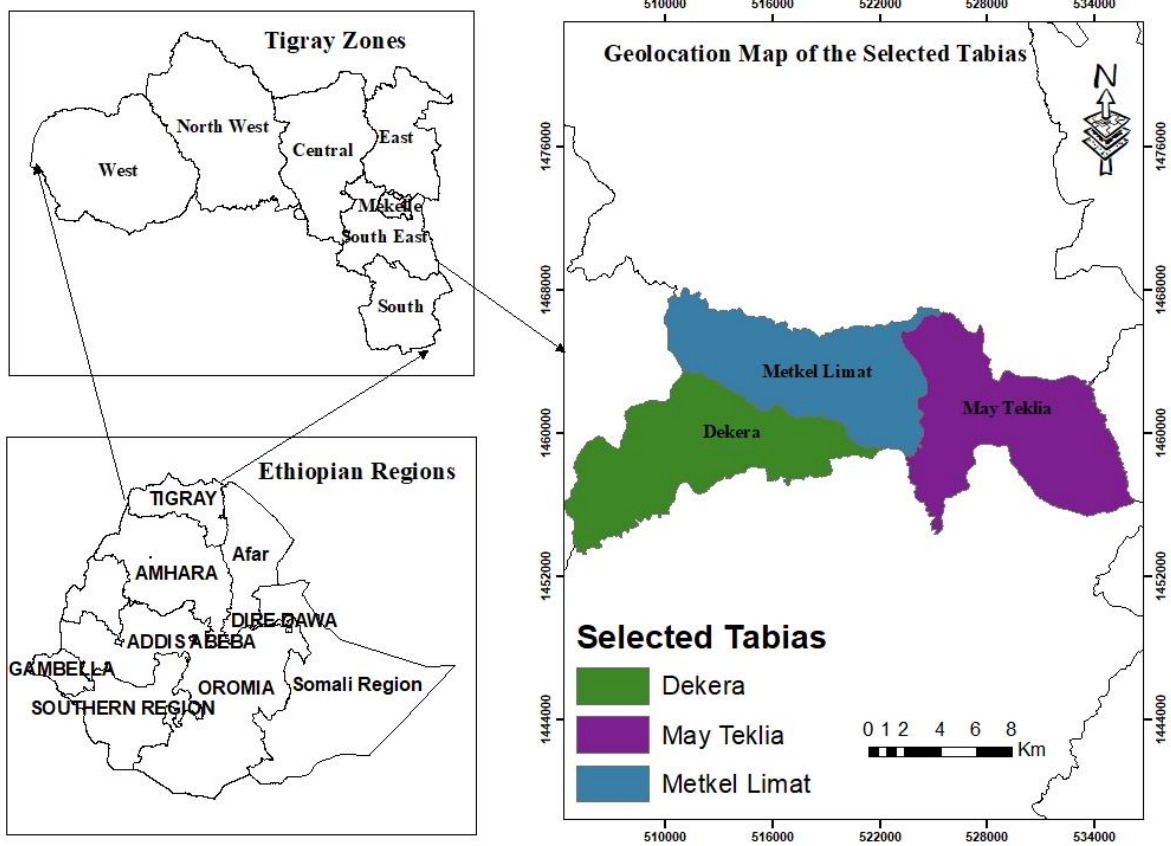 Tigray Zones
North West
West
Central
East
Mekelle
South East
South
Ethiopian Regions
TIGRAY
Afar
AMHARA
DIRE DAWA
ADDIS ABEBA
GAMBELLA
OROMIA
Somali Region
SOUTHERN REGION
510000 516000 522000 528000 534000
Geolocation Map of the Selected Tabias
N
1476000 1476000
1468000 1468000
Metkel Limat
May Teklia
Dekera
1460000 1460000
1452000 1452000
Selected Tabias
Dekera
May Teklia
Metkel Limat
0 1 2 4 6 8
Km
1444000 1444000
510000 516000 522000 528000 534000